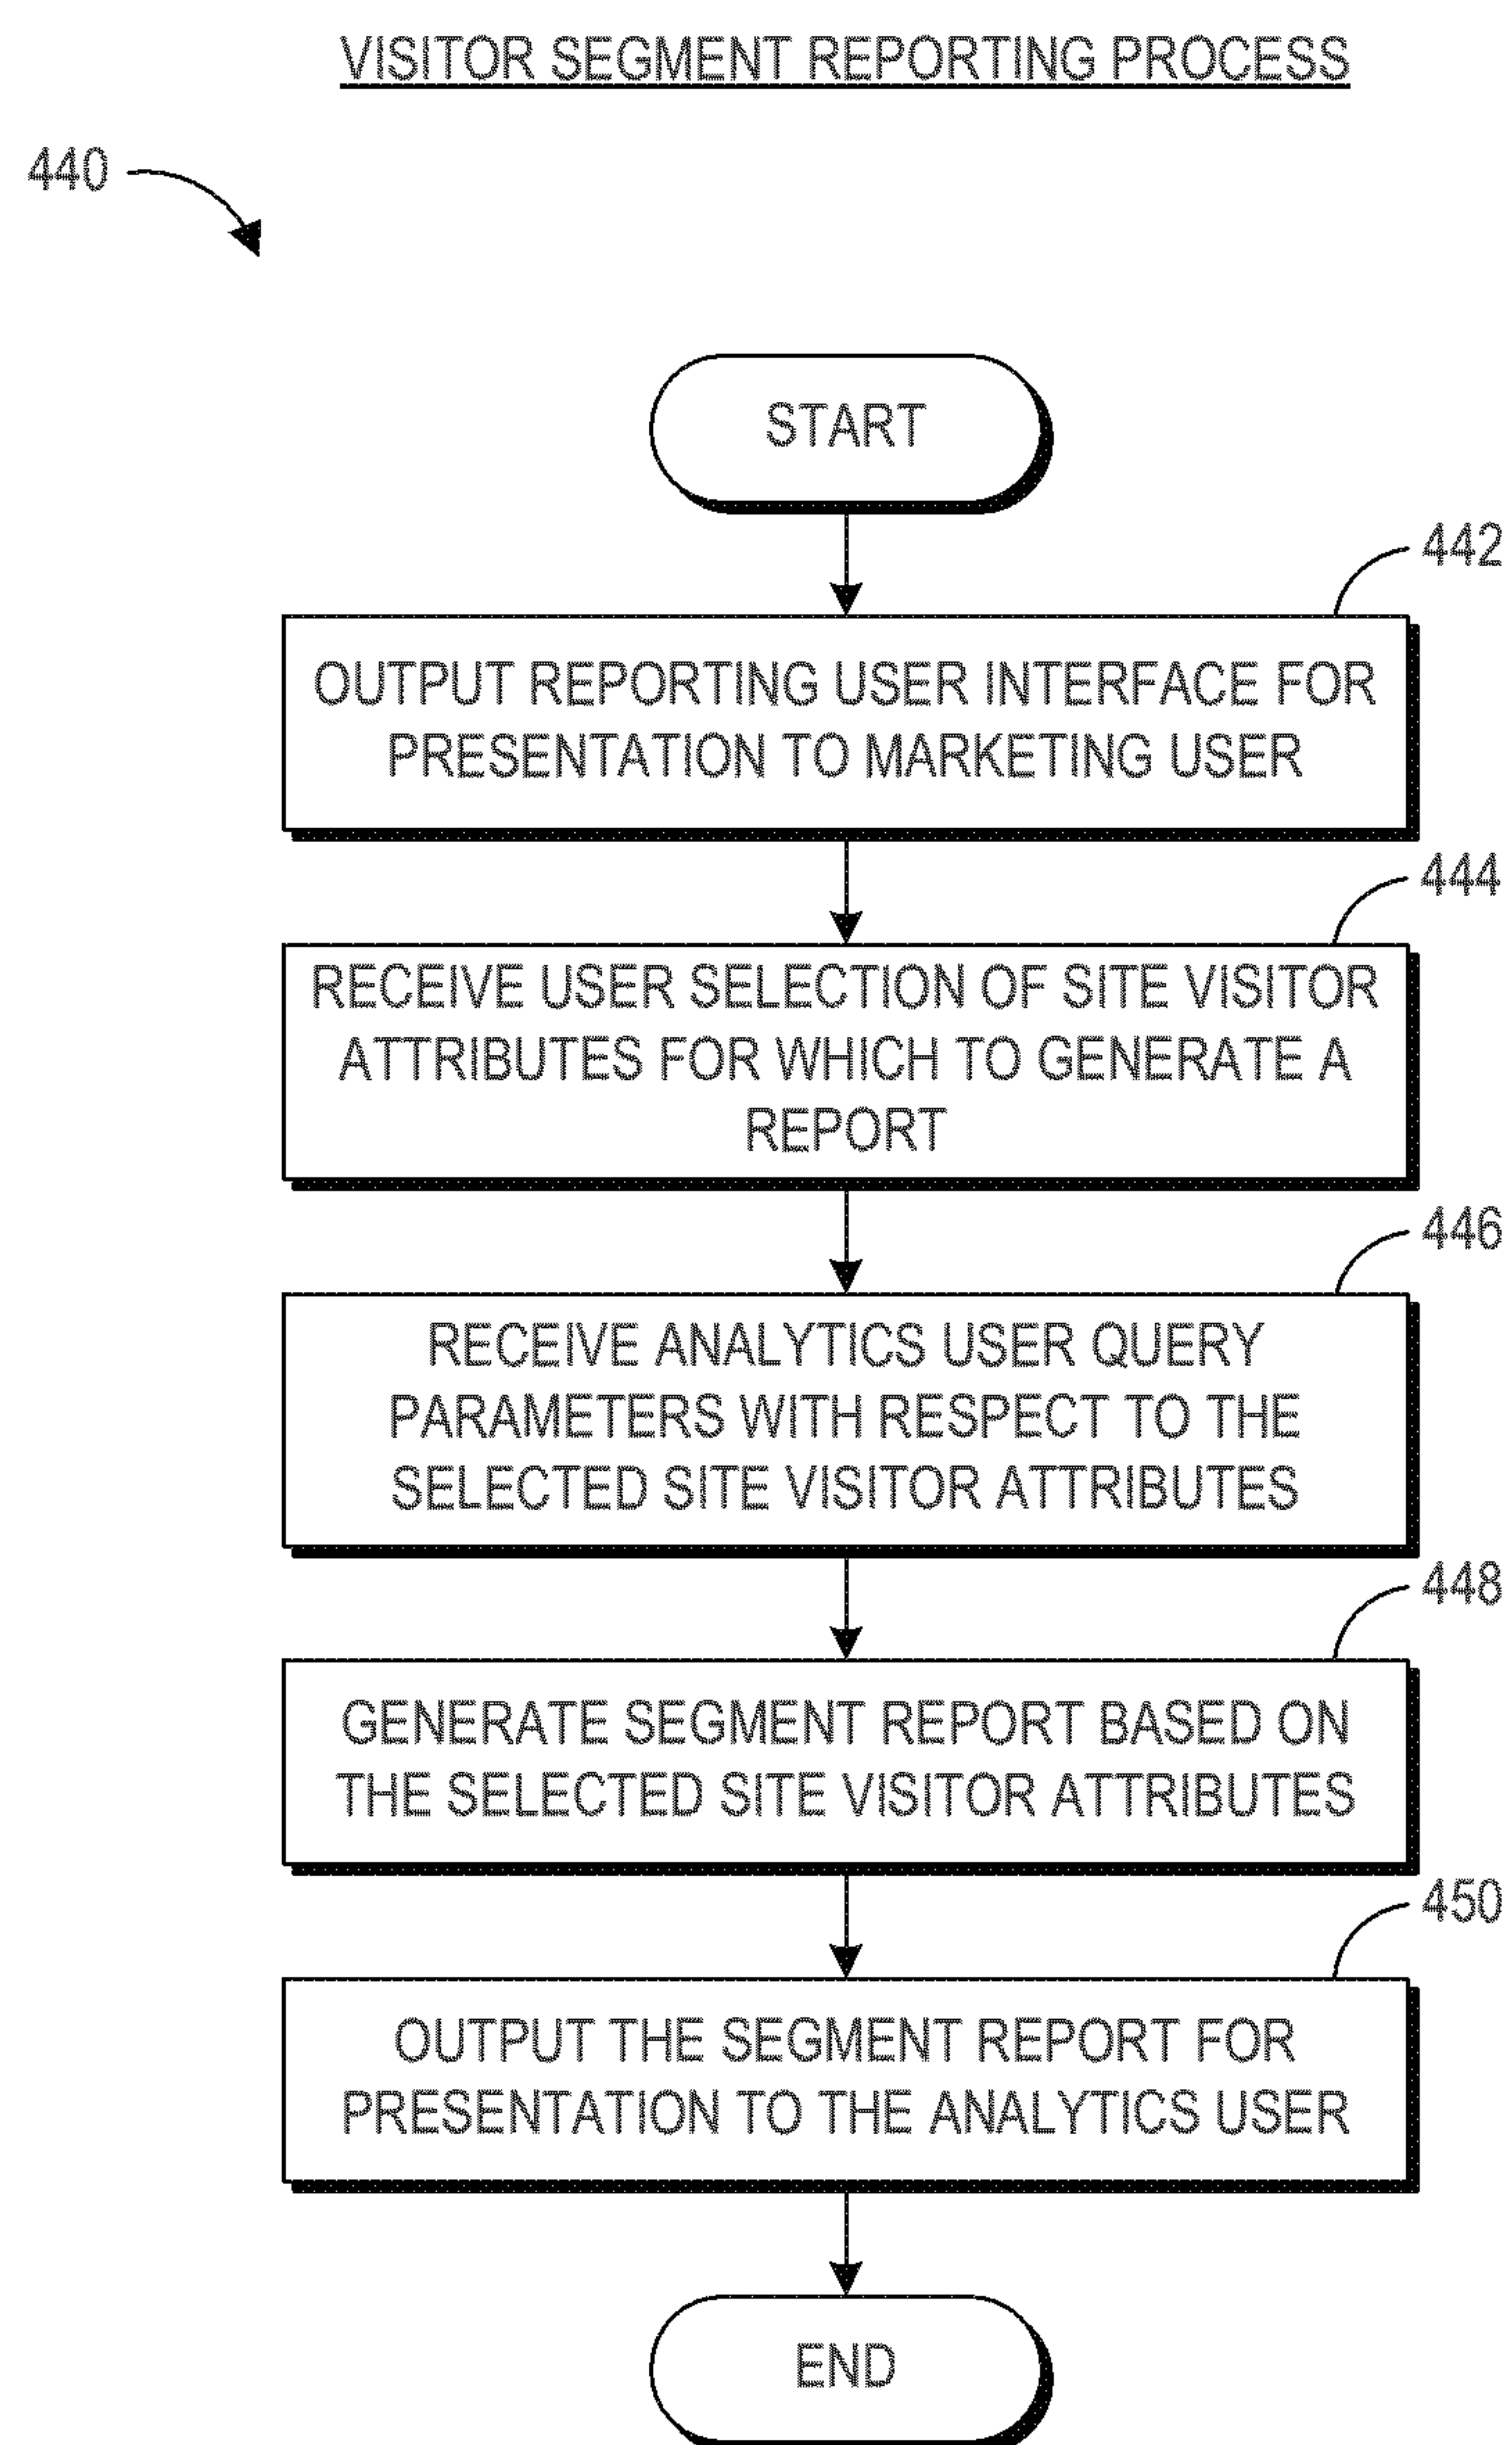 VISITOR SEGMENT REPORTING PROCESS
440
START
442
OUTPUT REPORTING USER INTERFACE FOR
PRESENTATION TO MARKETING USER
444
RECEIVE USER SELECTION OF SITE VISITOR
ATTRIBUTES FOR WHICH TO GENERATE A
REPORT
446
RECEIVE ANALYTICS USER QUERY
PARAMETERS WITH RESPECT TO THE
SELECTED SITE VISITOR ATTRIBUTES
448
GENERATE SEGMENT REPORT BASED ON
THE SELECTED SITE VISITOR ATTRIBUTES
450
OUTPUT THE SEGMENT REPORT FOR
PRESENTATION TO THE ANALYTICS USER
END